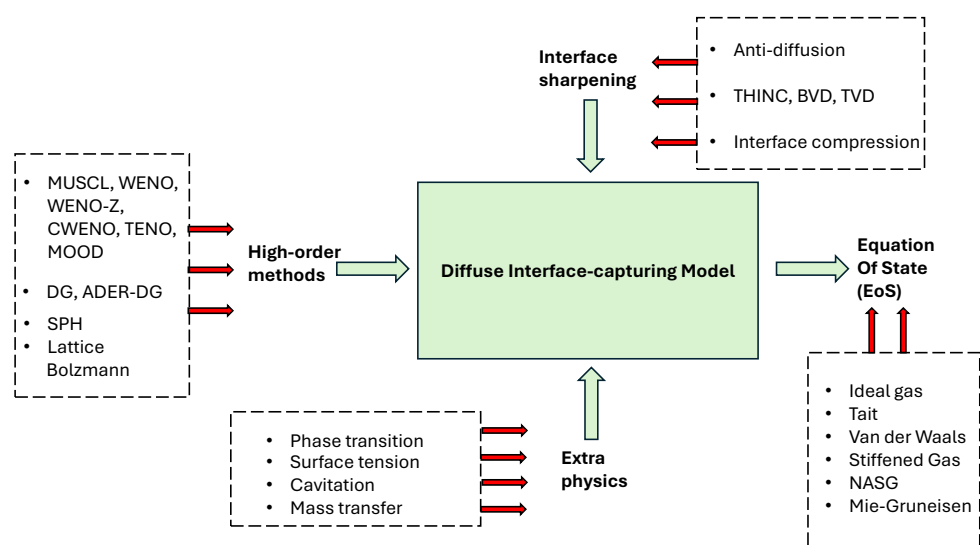 Interface
sharpening
• Anti-diffusion
• THINC, BVD, TVD
• Interface compression
• MUSCL, WENO,
WENO-Z,
CWENO, TENO,
MOOD
• DG, ADER-DG
• SPH
• Lattice
Bolzmann
High-order
methods
Diffuse Interface-capturing Model
Equation
Of State
(EoS)
• Phase transition
• Surface tension
• Cavitation
• Mass transfer
Extra
physics
• Ideal gas
• Tait
• Van der Waals
• Stiffened Gas
• NASG
• Mie-Gruneisen